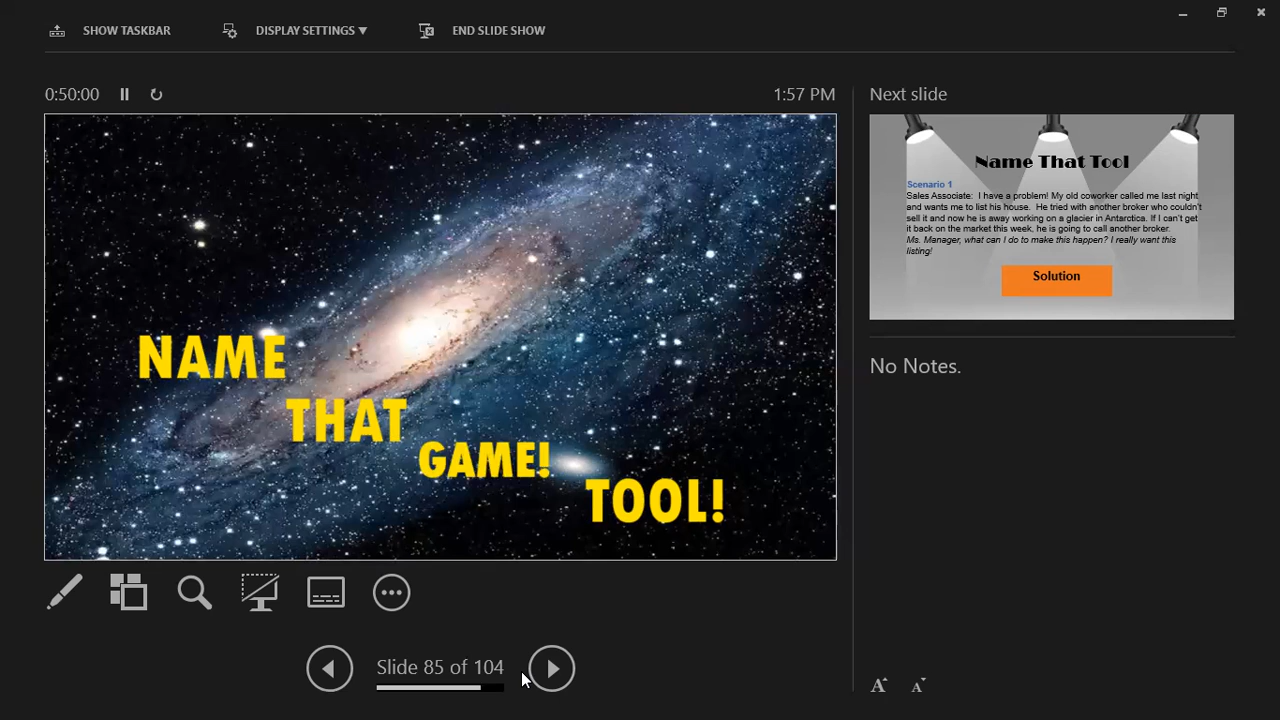 SHOW TASKBAR
DISPLAY SETTINGS ▼
END SLIDE SHOW
0:50:00
1:57 PM
NAME
THAT
GAME!
TOOL!
Next slide
Name That Tool
Scenario 1
Sales Associate: I have a problem! My old coworker called me last night
and wants me to list his house. He tried with another broker who couldn't
sell it and now he is away working on a glacier in Antarctica. If I can't get
it back on the market this week, he is going to call another broker.
Ms. Manager, what can I do to make this happen? I really want this
listing!
Solution
No Notes.
Slide 85 of 104
A A